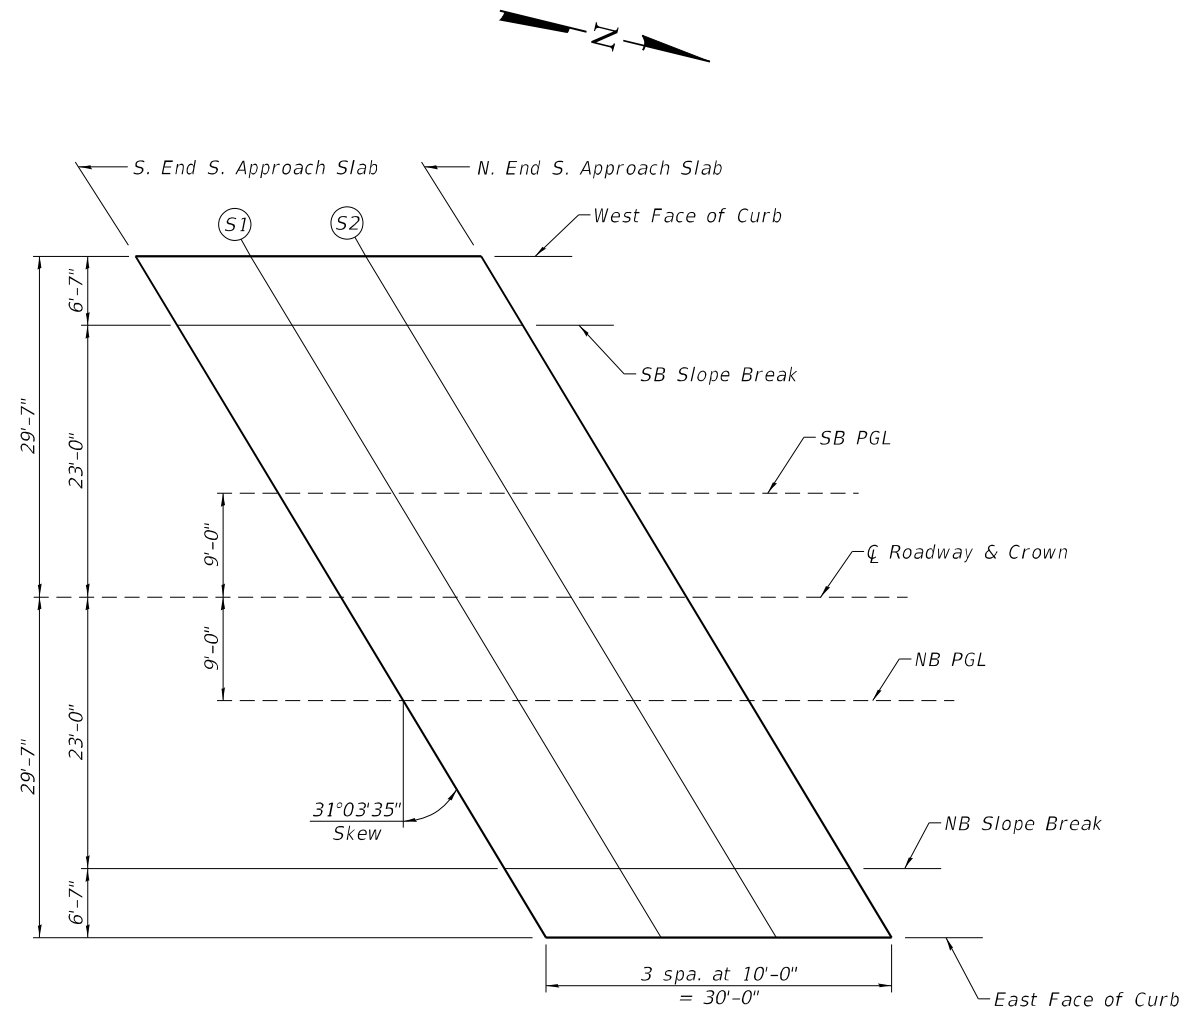 N
S. End S. Approach Slab
N. End S. Approach Slab
S1
S2
West Face of Curb
6'-7"
SB Slope Break
29'-7"
23'-0"
SB PGL
9'-0"
℄ Roadway & Crown
9'-0"
NB PGL
29'-7"
23'-0"
31°03'35"
Skew
NB Slope Break
6'-7"
3 spa. at 10'-0"
= 30'-0"
East Face of Curb